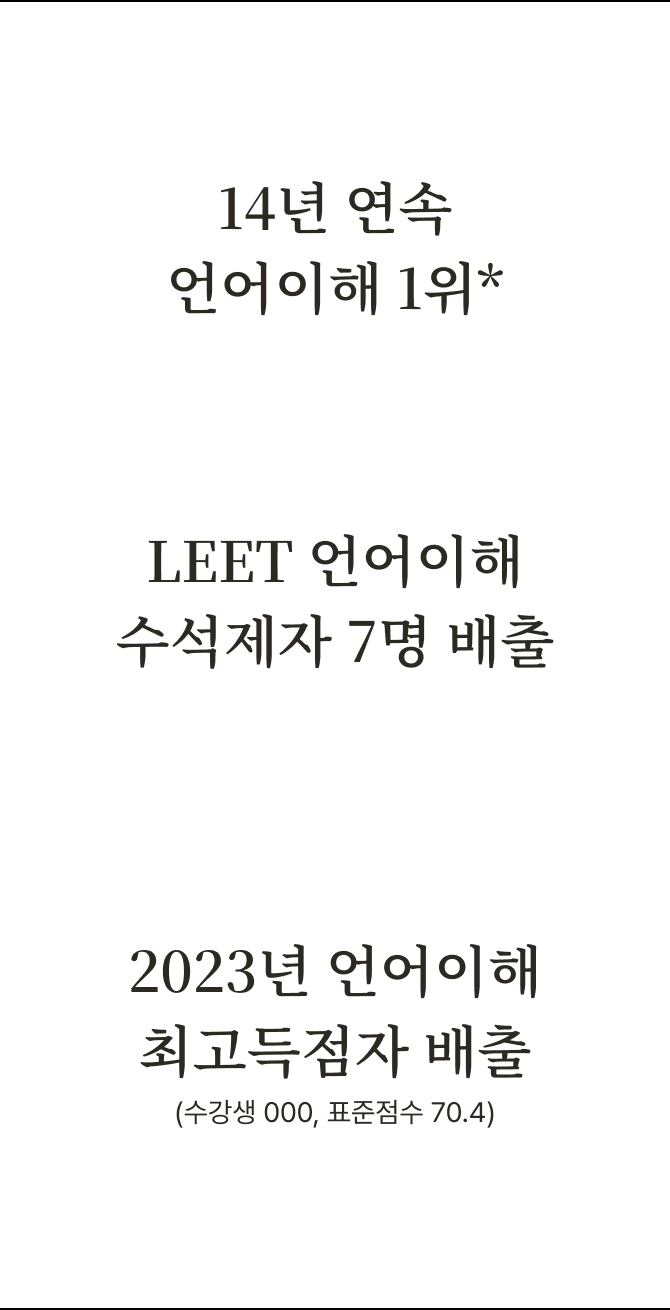 14년 연속
언어이해 1위*
LEET 언어이해
수석제자 7명 배출
2023년 언어이해
최고득점자 배출
(수강생 000, 표준점수 70.4)